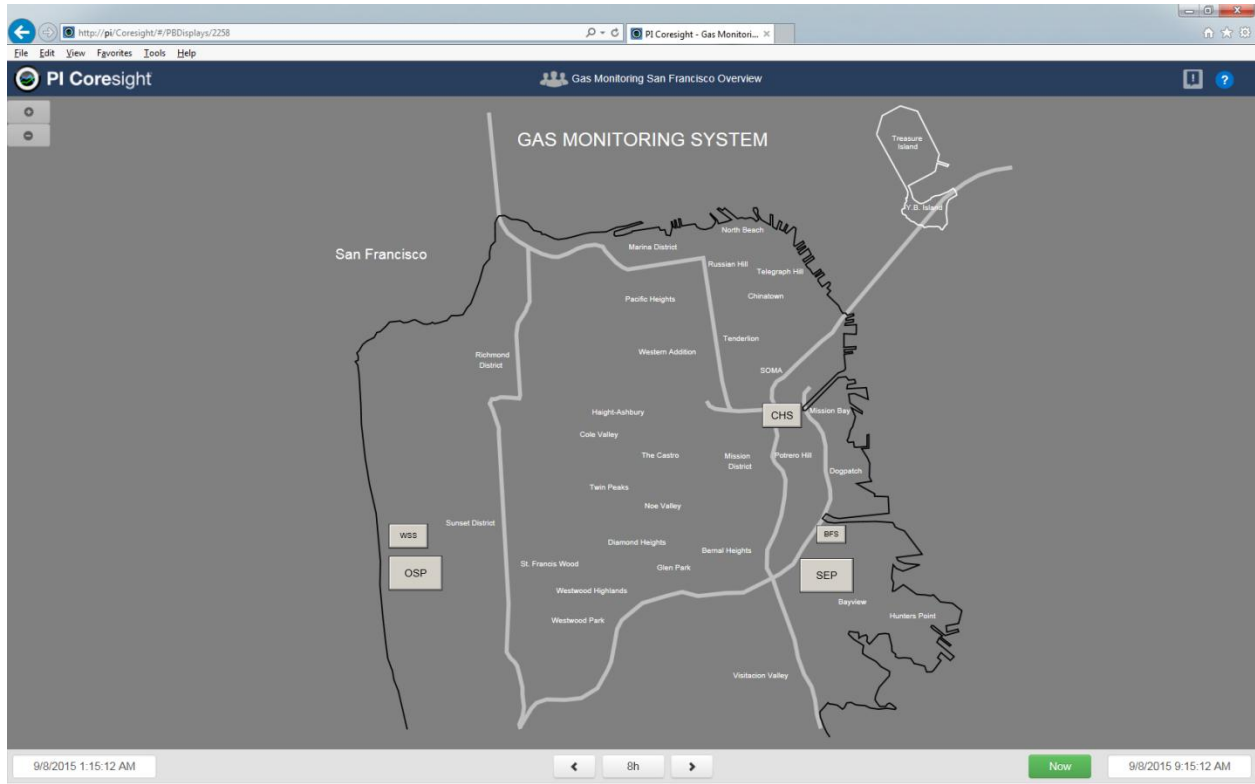 http://pi/Coresight/#/PBDisplays/2258
PI Coresight - Gas Monitori...
File Edit View Favorites Tools Help
PI Coresight
Gas Monitoring San Francisco Overview
GAS MONITORING SYSTEM
Treasure
Island
Y.B. Island
North Beach
San Francisco
Marina District
Russian Hill
Telegraph Hill
Pacific Heights
Chinatown
Tenderlion
Western Addition
Richmond
District
SOMA
Haight-Ashbury
CHS
Mission Bay
Cole Valley
The Castro
Mission
District
Potrero Hill
Dogpatch
Twin Peaks
Noe Valley
Sunset District
WSS
BFS
Diamond Heights
Bernal Heights
OSP
St. Francis Wood
Glen Park
SEP
Westwood Highlands
Bayview
Hunters Point
Westwood Park
Visitacion Valley
9/8/2015 1:15:12 AM
8h
Now
9/8/2015 9:15:12 AM